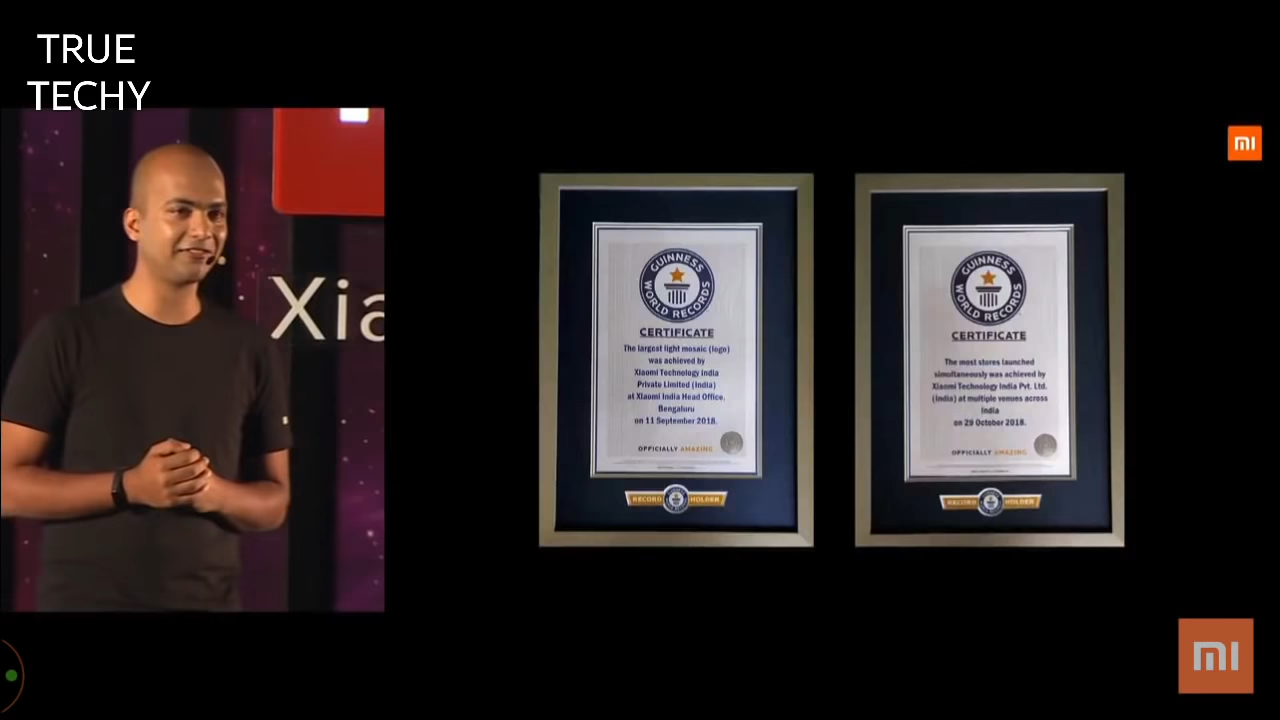 TRUE
TECHY
mi
Xia
GUINNESS
WORLD RECORDS
CERTIFICATE
The largest light mosaic (logo)
was achieved by
Xiaomi Technology India
Private Limited (India)
at Xiaomi India Head Office,
Bengaluru
on 11 September 2018.
OFFICIALLY AMAZING
RECORD HOLDER
GUINNESS
WORLD RECORDS
CERTIFICATE
The most stores launched
simultaneously was achieved by
Xiaomi Technology India Pvt. Ltd.
(India) at multiple venues across
India
on 29 October 2018.
OFFICIALLY AMAZING
RECORD HOLDER
mi